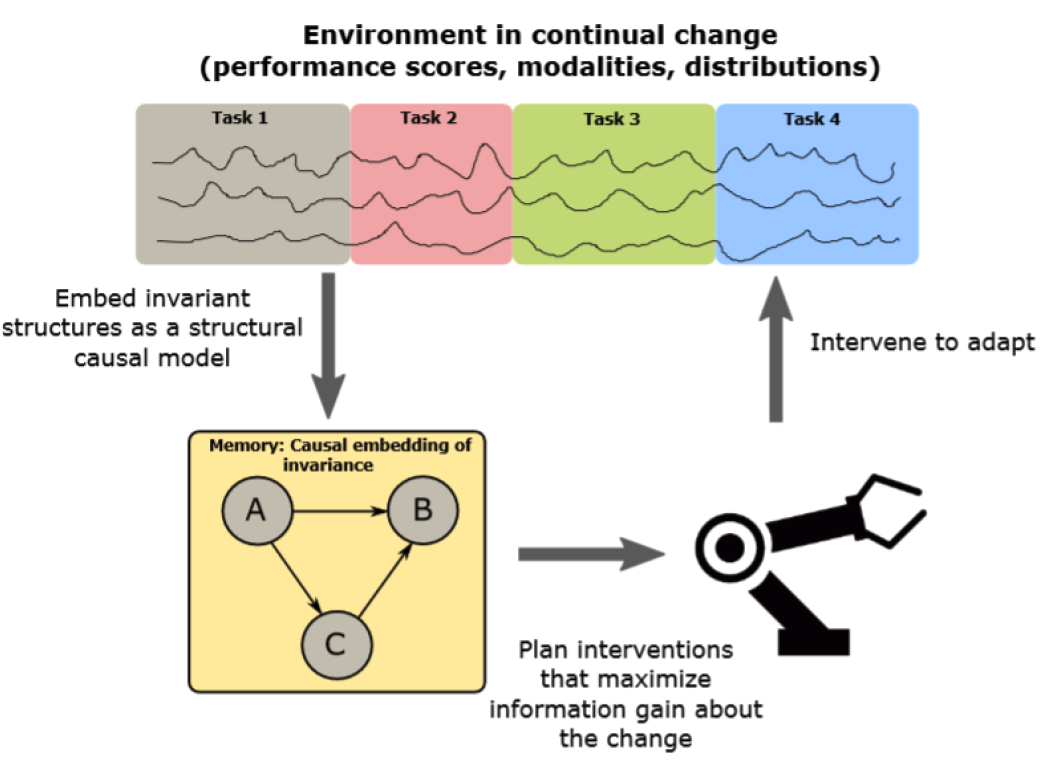 Environment in continual change
(performance scores, modalities, distributions)
Task 1
Task 2
Task 3
Task 4
Embed invariant
structures as a structural
causal model
Intervene to adapt
Memory: Causal embedding of
invariance
A
B
C
Plan interventions
that maximize
information gain about
the change